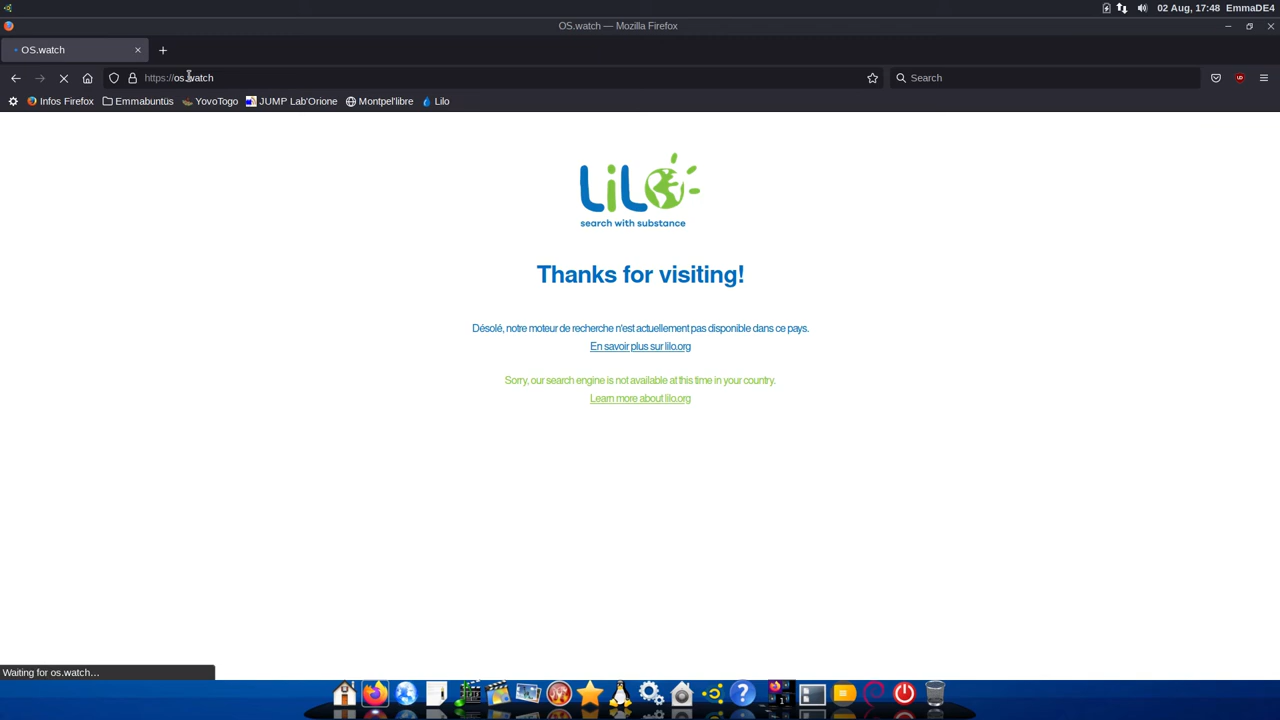 02 Aug, 17:48 EmmaDE4
OS.watch — Mozilla Firefox
OS.watch
https://os.watch
Search
Infos Firefox Emmabuntüs YovoTogo JUMP Lab'Orione Montpel'libre Lilo
LiLO
search with substance
Thanks for visiting!
Désolé, notre moteur de recherche n'est actuellement pas disponible dans ce pays.
En savoir plus sur lilo.org
Sorry, our search engine is not available at this time in your country.
Learn more about lilo.org
Waiting for os.watch…
1